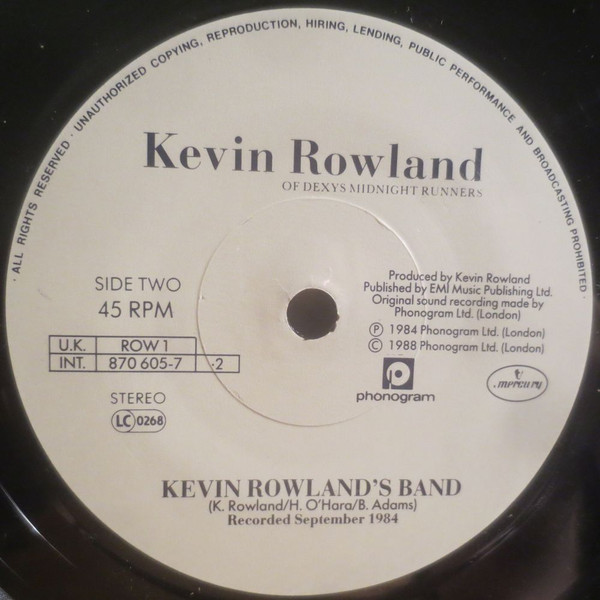 · ALL RIGHTS RESERVED · UNAUTHORIZED COPYING, REPRODUCTION, HIRING, LENDING, PUBLIC PERFORMANCE AND BROADCASTING PROHIBITED ·
Kevin Rowland
OF DEXYS MIDNIGHT RUNNERS
SIDE TWO
45 RPM
U.K. ROW 1
INT. 870 605-7 ·2
STEREO
LC 0268
Produced by Kevin Rowland
Published by EMI Music Publishing Ltd.
Original sound recording made by
Phonogram Ltd. (London)
℗ 1984 Phonogram Ltd. (London)
© 1988 Phonogram Ltd. (London)
phonogram
mercury
KEVIN ROWLAND'S BAND
(K. Rowland/H. O'Hara/B. Adams)
Recorded September 1984